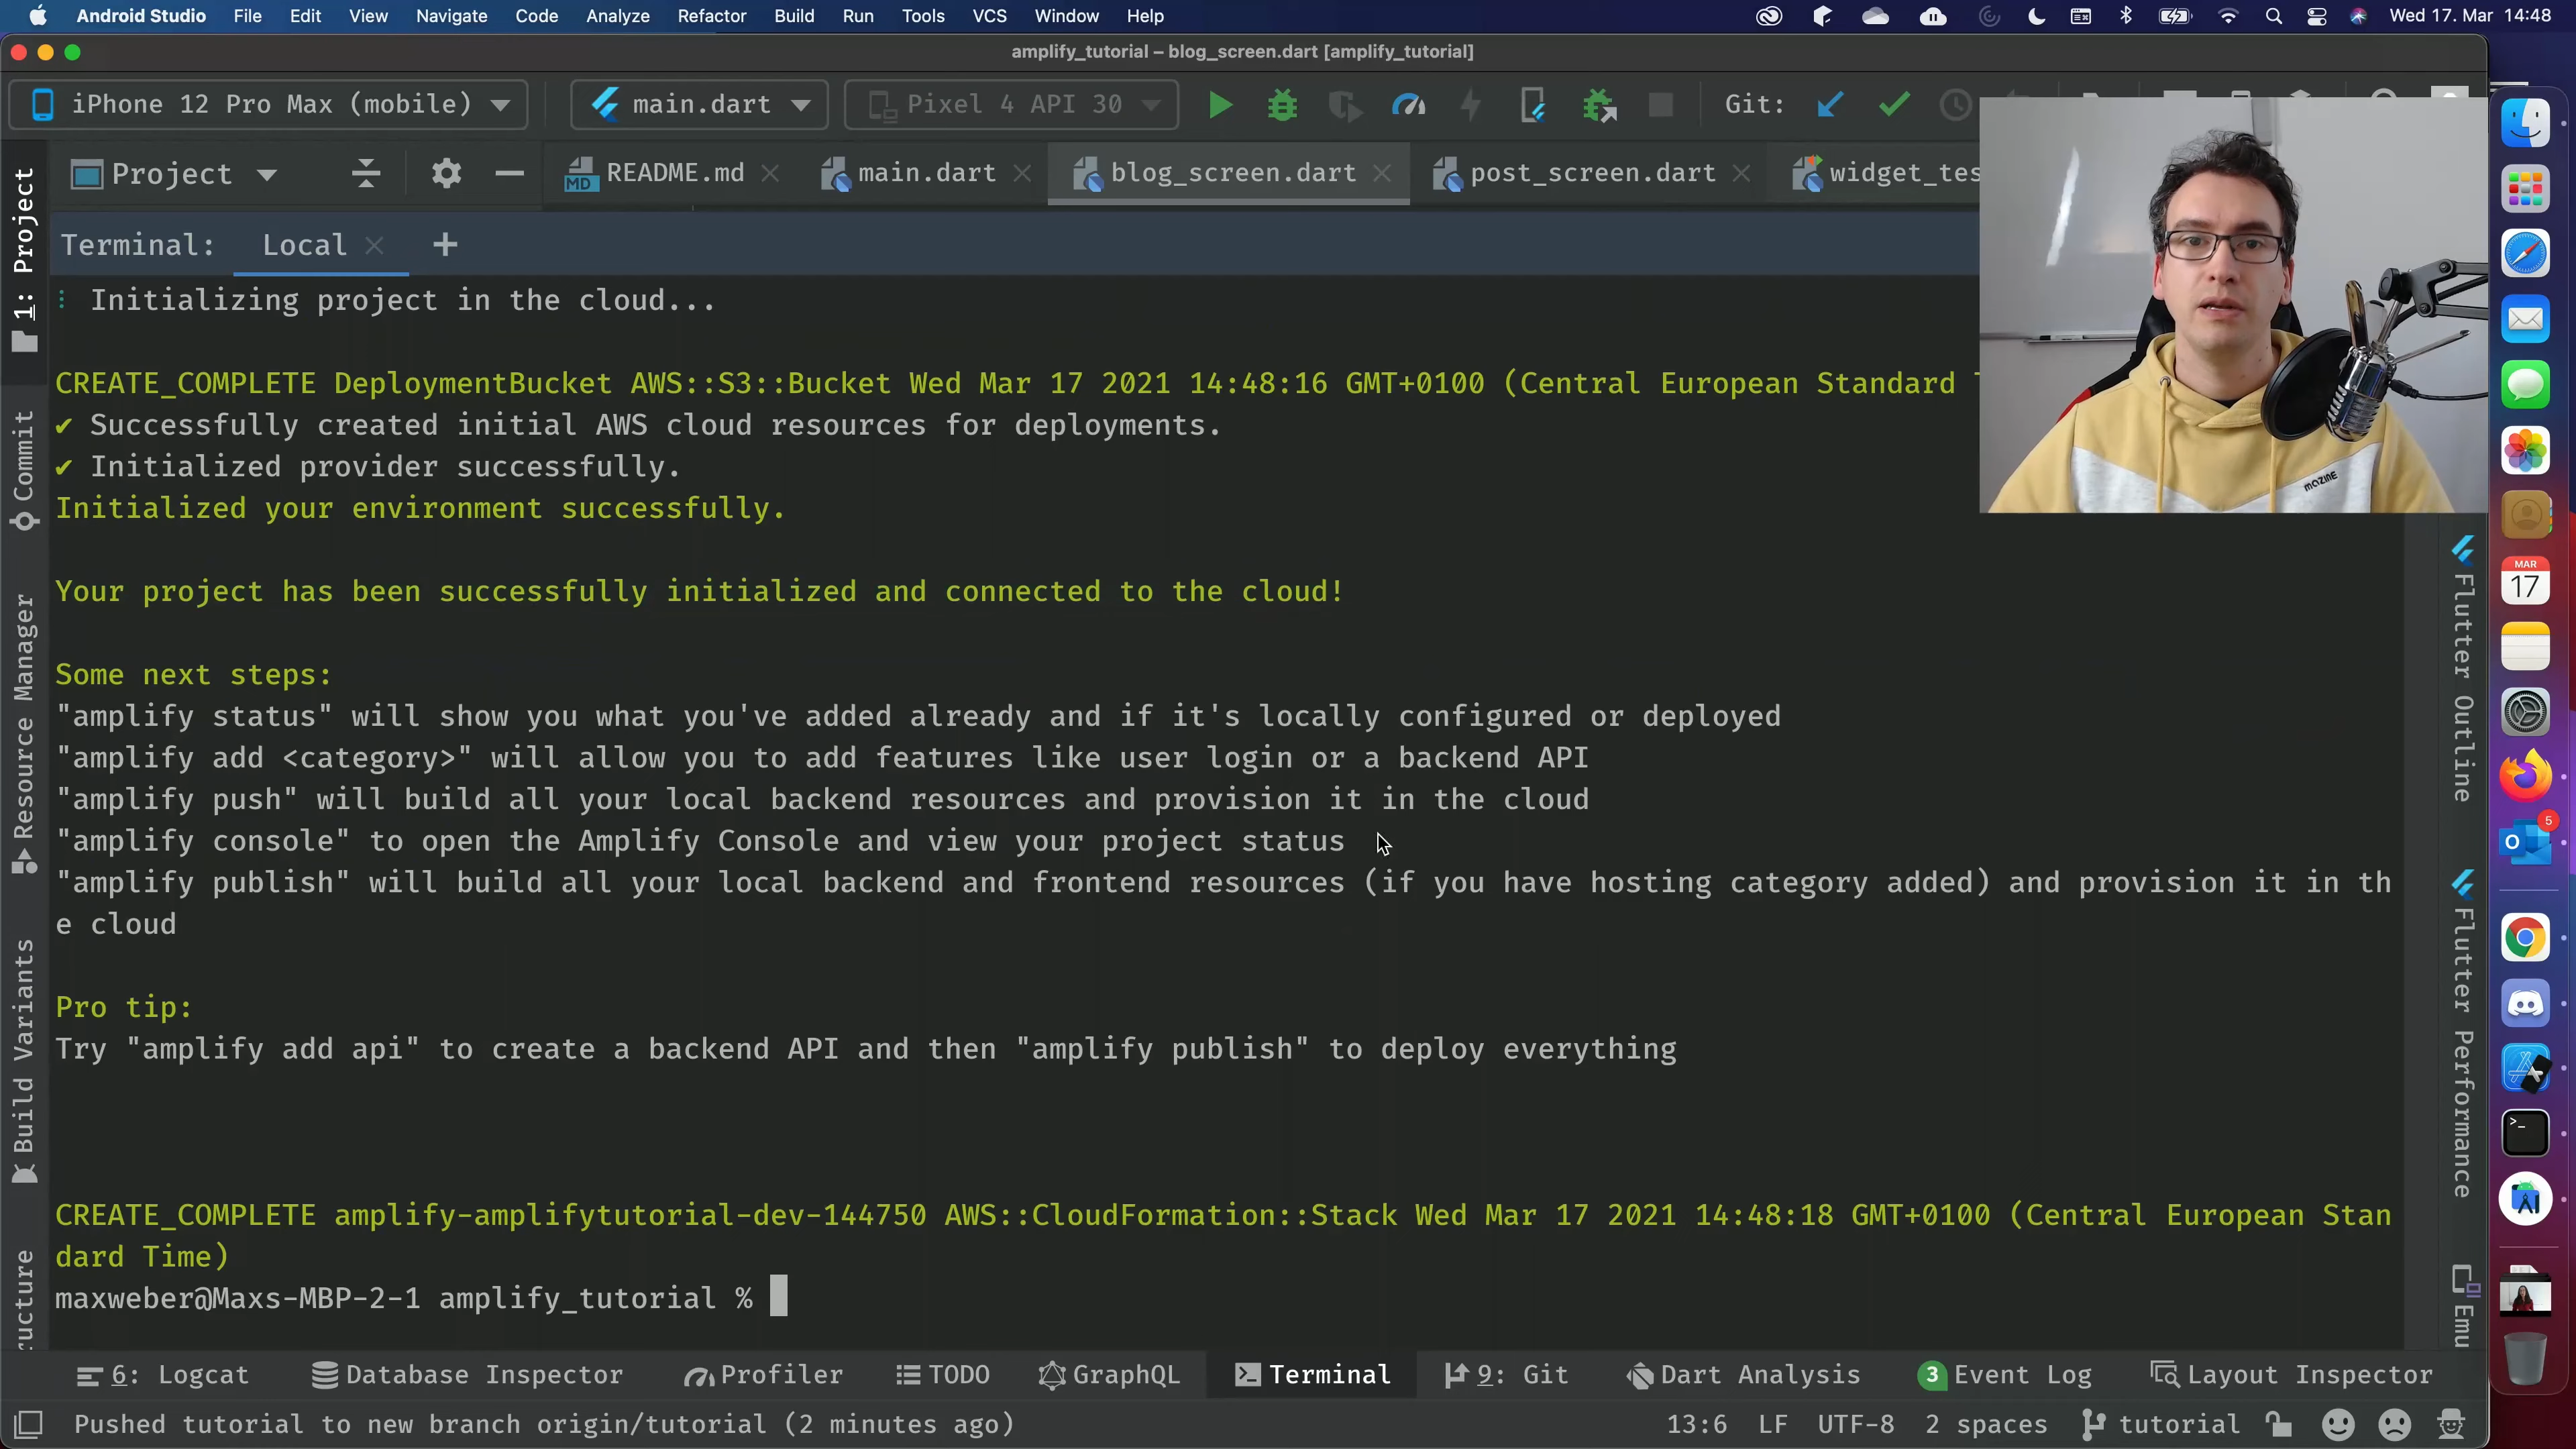 Android Studio File Edit View Navigate Code Analyze Refactor Build Run Tools VCS Window Help Wed 17. Mar 14:48
amplify_tutorial – blog_screen.dart [amplify_tutorial]
iPhone 12 Pro Max (mobile) main.dart Pixel 4 API 30 Git:
Project README.md main.dart blog_screen.dart post_screen.dart widget_tes
Terminal: Local +
Initializing project in the cloud...
CREATE_COMPLETE DeploymentBucket AWS::S3::Bucket Wed Mar 17 2021 14:48:16 GMT+0100 (Central European Standard
✔ Successfully created initial AWS cloud resources for deployments.
✔ Initialized provider successfully.
Initialized your environment successfully.
Your project has been successfully initialized and connected to the cloud!
Some next steps:
"amplify status" will show you what you've added already and if it's locally configured or deployed
"amplify add <category>" will allow you to add features like user login or a backend API
"amplify push" will build all your local backend resources and provision it in the cloud
"amplify console" to open the Amplify Console and view your project status
"amplify publish" will build all your local backend and frontend resources (if you have hosting category added) and provision it in th
e cloud
Pro tip:
Try "amplify add api" to create a backend API and then "amplify publish" to deploy everything
CREATE_COMPLETE amplify-amplifytutorial-dev-144750 AWS::CloudFormation::Stack Wed Mar 17 2021 14:48:18 GMT+0100 (Central European Stan
dard Time)
maxweber@Maxs-MBP-2-1 amplify_tutorial %
6: Logcat Database Inspector Profiler TODO GraphQL Terminal 9: Git Dart Analysis 3 Event Log Layout Inspector
Pushed tutorial to new branch origin/tutorial (2 minutes ago) 13:6 LF UTF-8 2 spaces tutorial
1: Project
Commit
Resource Manager
Build Variants
ructure
Flutter Outline
Flutter Performance
Emu
mazine
MAR
17
5